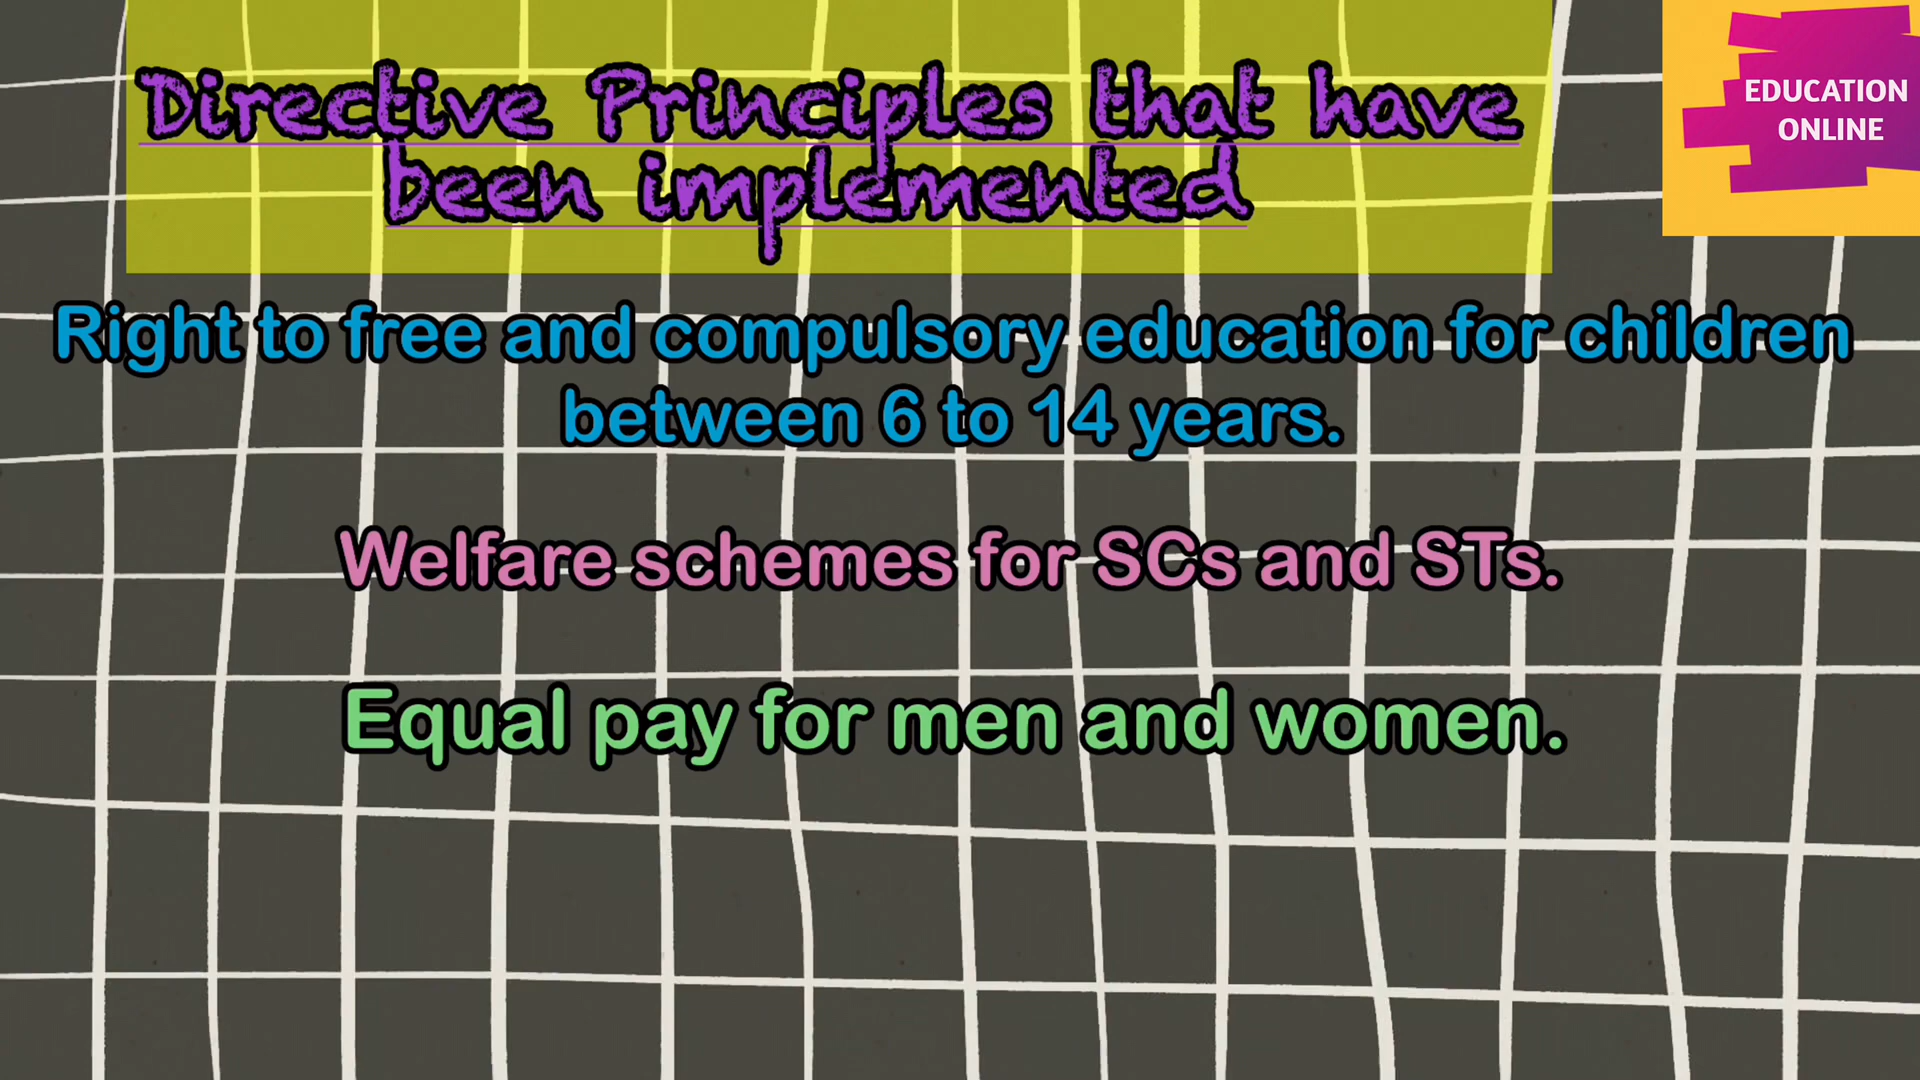 Directive Principles that have
been implemented
EDUCATION
ONLINE
Right to free and compulsory education for children
between 6 to 14 years.
Welfare schemes for SCs and STs.
Equal pay for men and women.